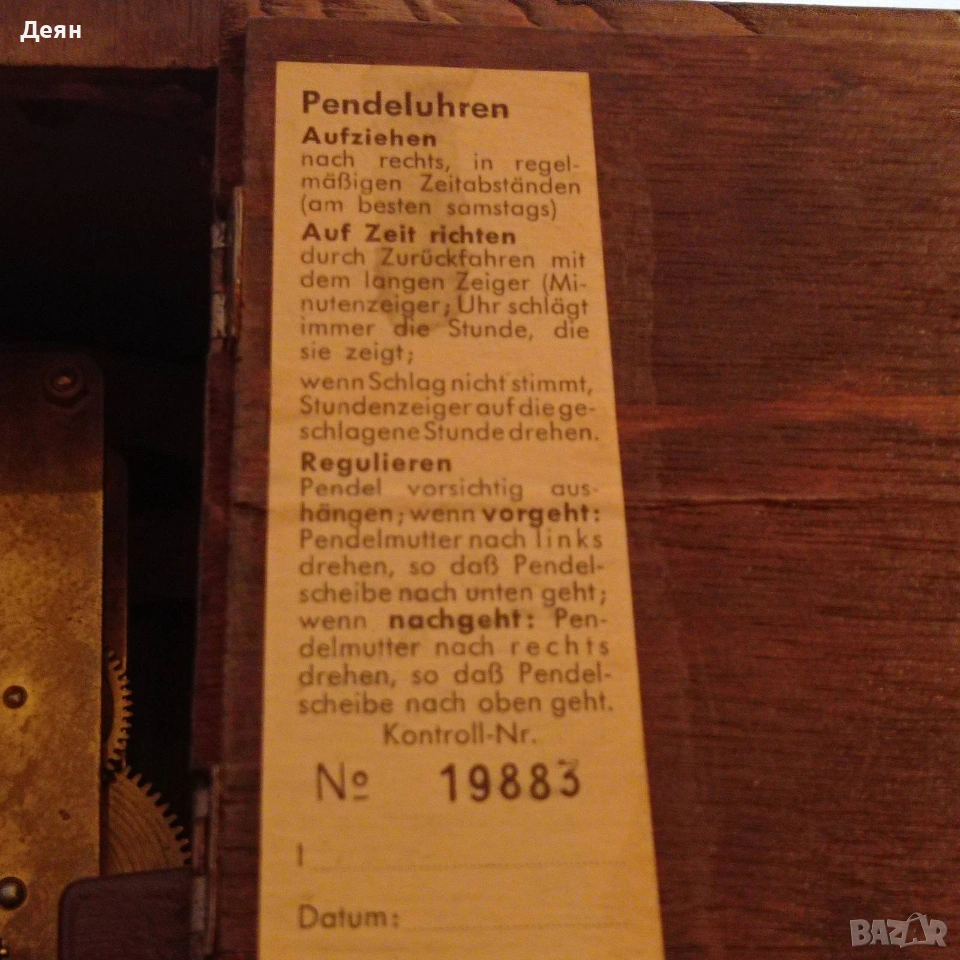 Деян
Pendeluhren
Aufziehen
nach rechts, in regel-
mäßigen Zeitabständen
(am besten samstags)
Auf Zeit richten
durch Zurückfahren mit
dem langen Zeiger (Mi-
nutenzeiger; Uhr schlägt
immer die Stunde, die
sie zeigt;
wenn Schlag nicht stimmt,
Stundenzeiger auf die ge-
schlagene Stunde drehen.
Regulieren
Pendel vorsichtig aus-
hängen; wenn vorgeht:
Pendelmutter nach links
drehen, so daß Pendel-
scheibe nach unten geht;
wenn nachgeht: Pen-
delmutter nach rechts
drehen, so daß Pendel-
scheibe nach oben geht.
Kontroll-Nr.
Nº 19883
I
Datum:
BAZAR